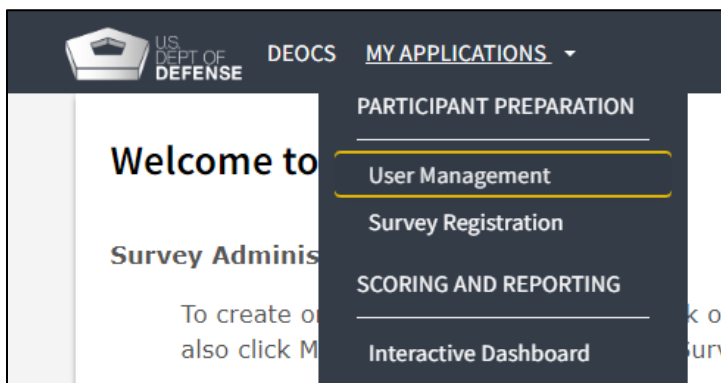 U.S.
DEPT OF
DEFENSE
DEOCS MY APPLICATIONS
PARTICIPANT PREPARATION
Welcome to
User Management
Survey Registration
Survey Adminis
SCORING AND REPORTING
To create o
k o
also click M
Interactive Dashboard
Surv